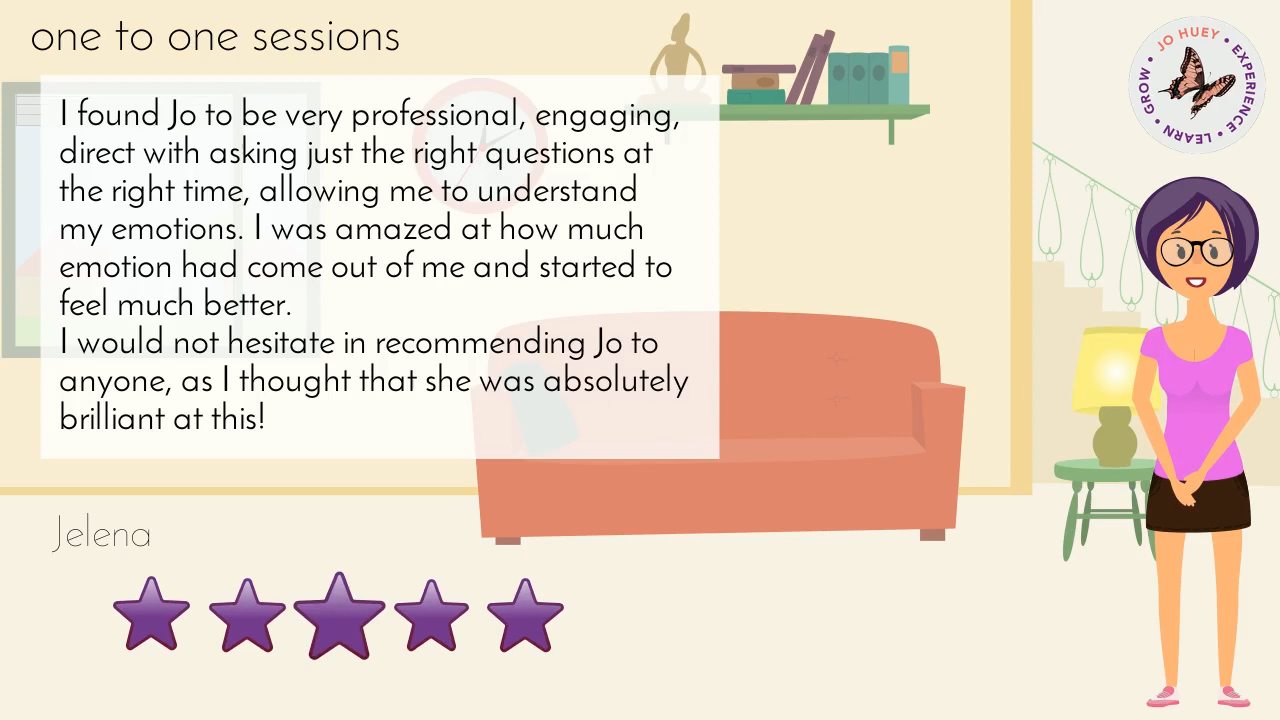 one to one sessions
JO HUEY • EXPERIENCE • LEARN • GROW •
I found Jo to be very professional, engaging,
direct with asking just the right questions at
the right time, allowing me to understand
my emotions. I was amazed at how much
emotion had come out of me and started to
feel much better.
I would not hesitate in recommending Jo to
anyone, as I thought that she was absolutely
brilliant at this!
Jelena